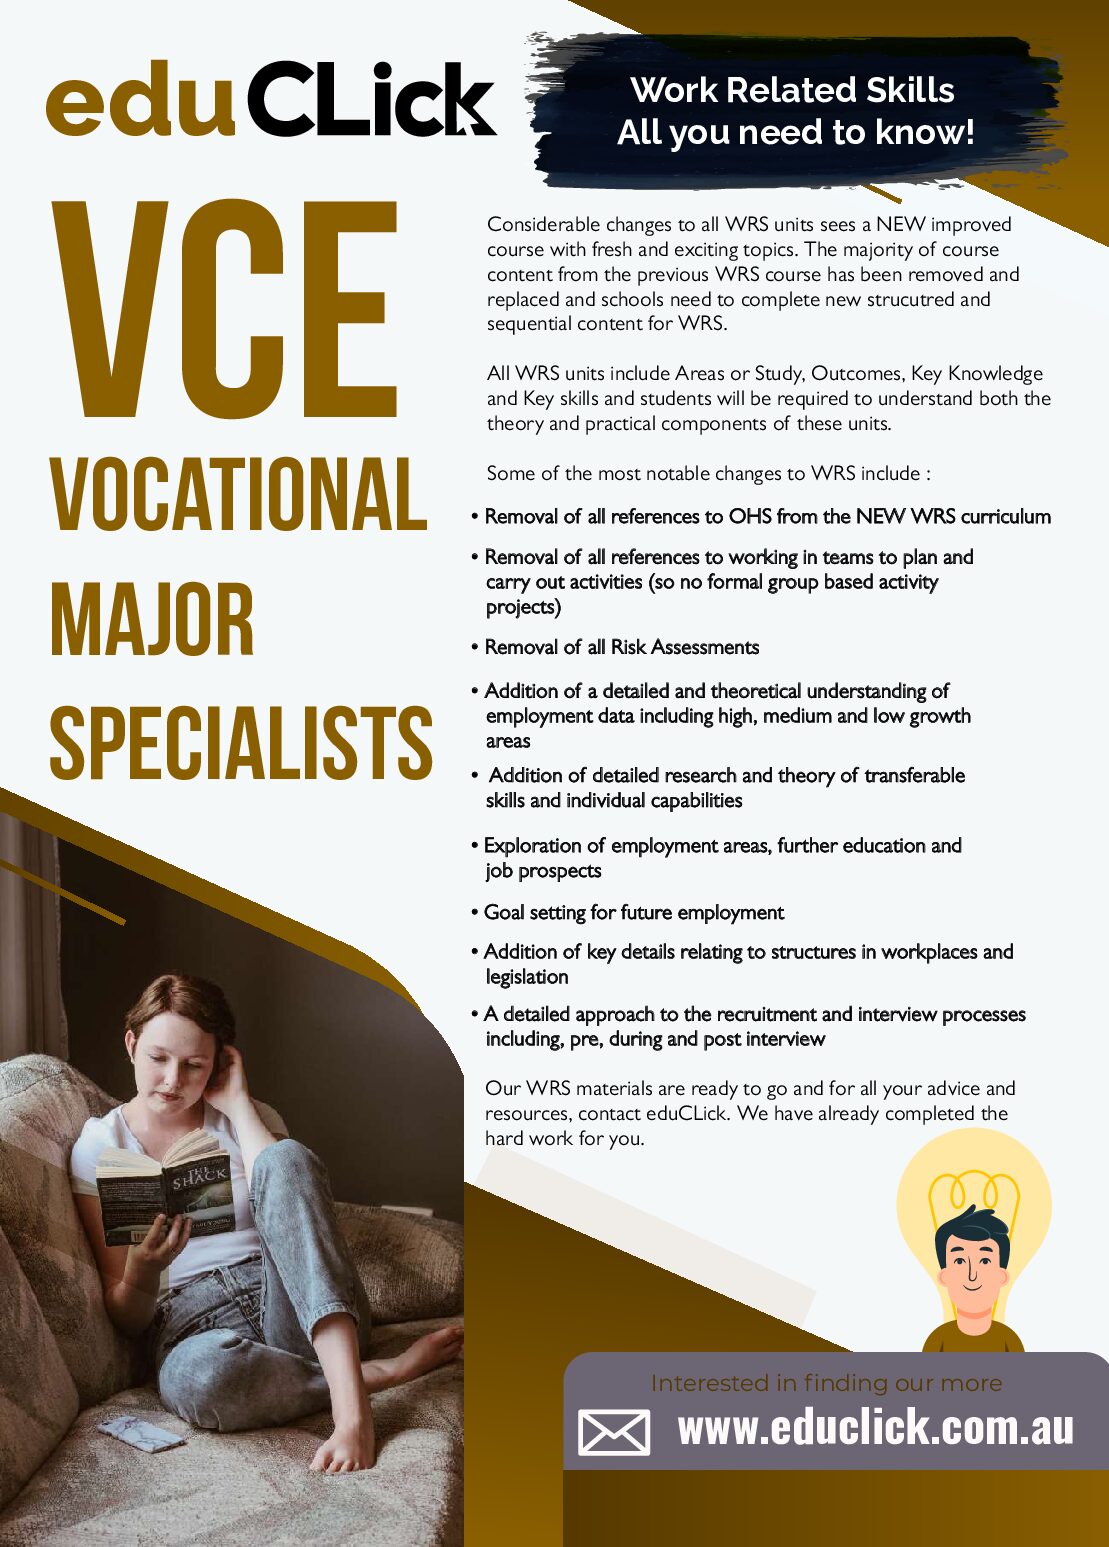 eduCLick
Work Related Skills
All you need to know!
VCE
VOCATIONAL
MAJOR
SPECIALISTS
Considerable changes to all WRS units sees a NEW improved
course with fresh and exciting topics. The majority of course
content from the previous WRS course has been removed and
replaced and schools need to complete new strucutred and
sequential content for WRS.
All WRS units include Areas or Study, Outcomes, Key Knowledge
and Key skills and students will be required to understand both the
theory and practical components of these units.
Some of the most notable changes to WRS include :
• Removal of all references to OHS from the NEW WRS curriculum
• Removal of all references to working in teams to plan and
carry out activities (so no formal group based activity
projects)
• Removal of all Risk Assessments
• Addition of a detailed and theoretical understanding of
employment data including high, medium and low growth
areas
• Addition of detailed research and theory of transferable
skills and individual capabilities
• Exploration of employment areas, further education and
job prospects
• Goal setting for future employment
• Addition of key details relating to structures in workplaces and
legislation
• A detailed approach to the recruitment and interview processes
including, pre, during and post interview
Our WRS materials are ready to go and for all your advice and
resources, contact eduCLick. We have already completed the
hard work for you.
THE
SHACK
Interested in finding our more
www.educlick.com.au